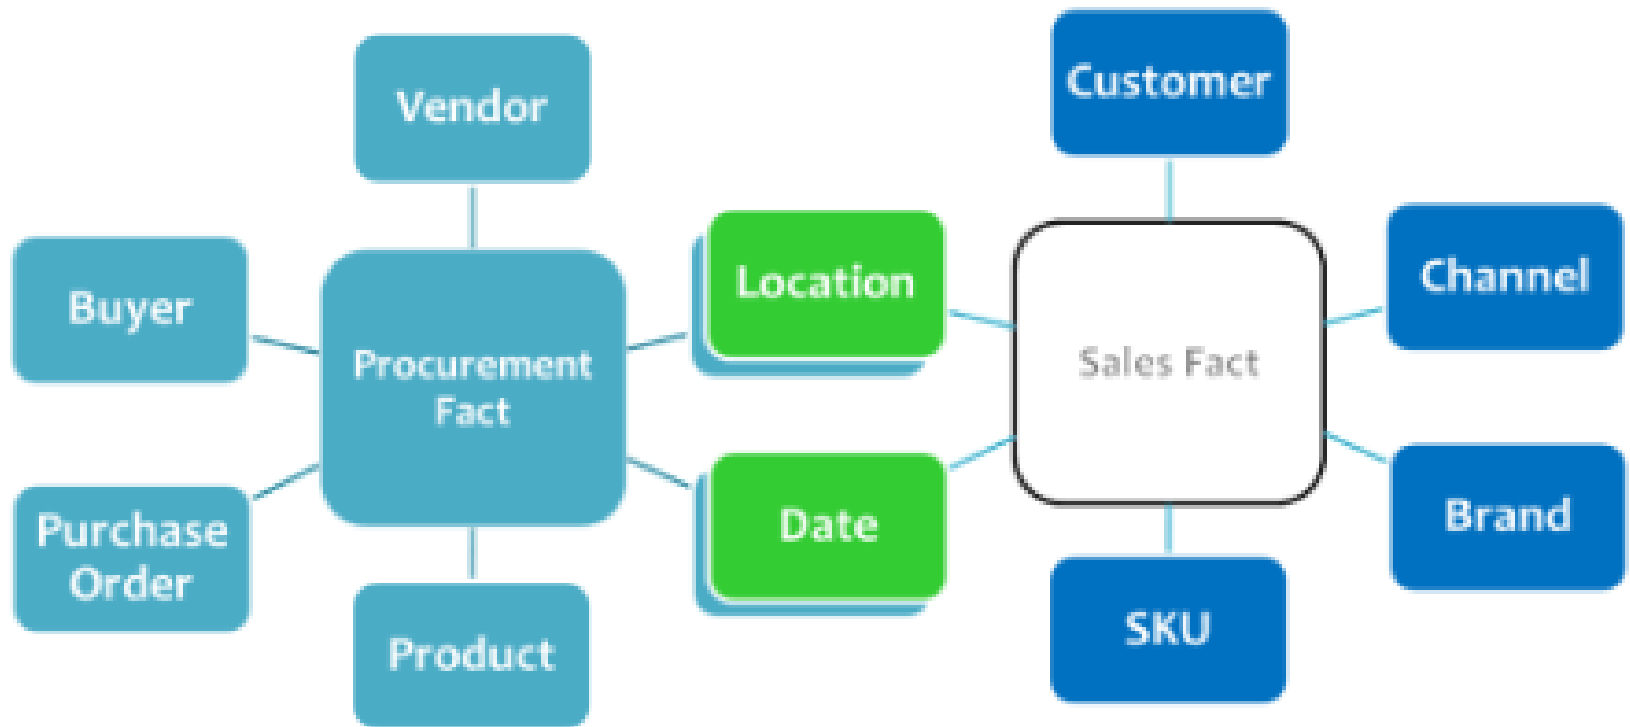 Customer
Vendor
Channel
Location
Buyer
Procurement
Fact
Sales Fact
Brand
Date
Purchase
Order
SKU
Product